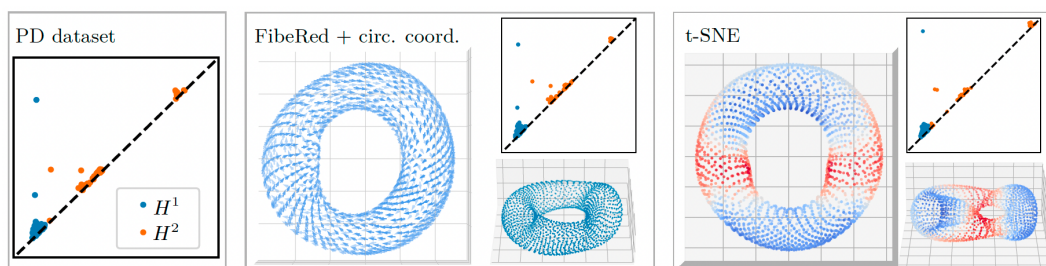 PD dataset
H¹
H²
FibeRed + circ. coord.
t-SNE